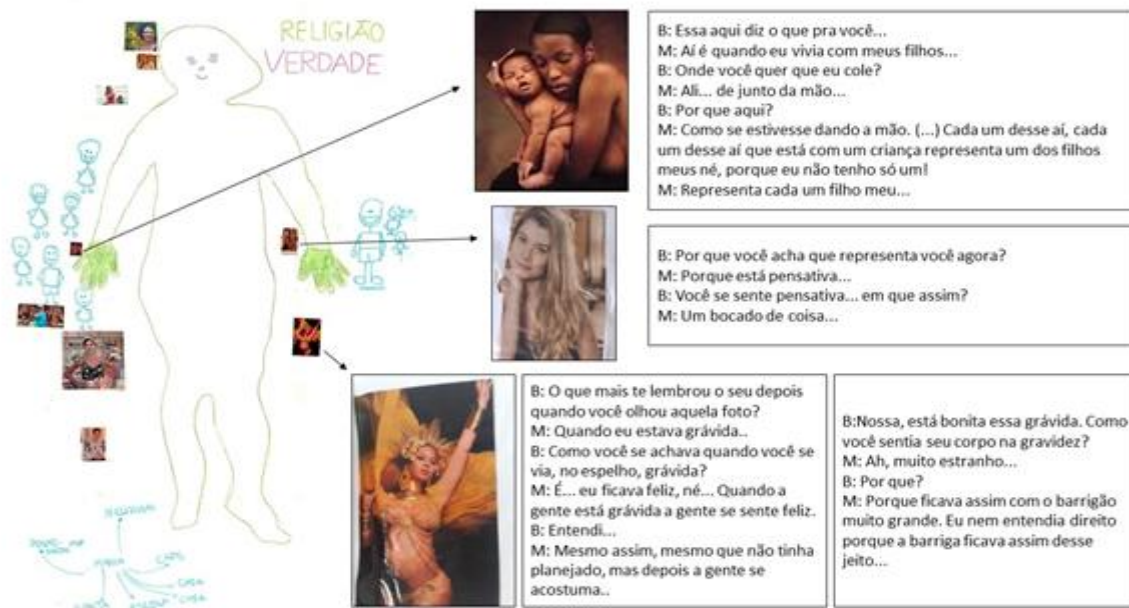 RELIGIÃO
VERDADE
B: Essa aqui diz o que pra você...
M: Aí é quando eu vivia com meus filhos...
B: Onde você quer que eu cole?
M: Ali... de junto da mão...
B: Por que aqui?
M: Como se estivesse dando a mão. (...) Cada um desse aí, cada
um desse aí que está com um criança representa um dos filhos
meus né, porque eu não tenho só um!
M: Representa cada um filho meu...
B: Por que você acha que representa você agora?
M: Porque está pensativa...
B: Você se sente pensativa... em que assim?
M: Um bocado de coisa...
B: O que mais te lembrou o seu depois
quando você olhou aquela foto?
M: Quando eu estava grávida..
B: Como você se achava quando você se
via, no espelho, grávida?
M: É... eu ficava feliz, né... Quando a
gente está grávida a gente se sente feliz.
B: Entendi...
M: Mesmo assim, mesmo que não tinha
planejado, mas depois a gente se
acostuma..
B:Nossa, está bonita essa grávida. Como
você sentia seu corpo na gravidez?
M: Ah, muito estranho...
B: Por que?
M: Porque ficava assim com o barrigão
muito grande. Eu nem entendia direito
porque a barriga ficava assim desse
jeito...
CAPS
CASA